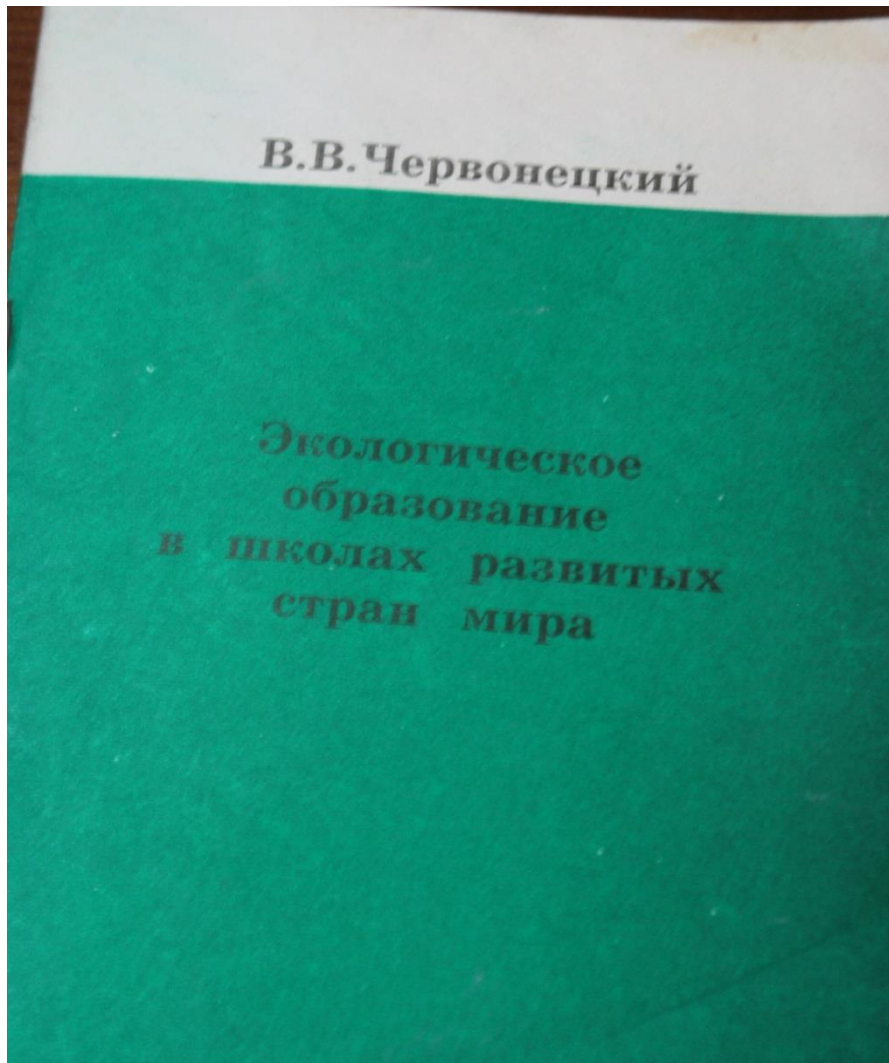 В.В.Червонецкий
Экологическое
образование
в школах развитых
стран мира